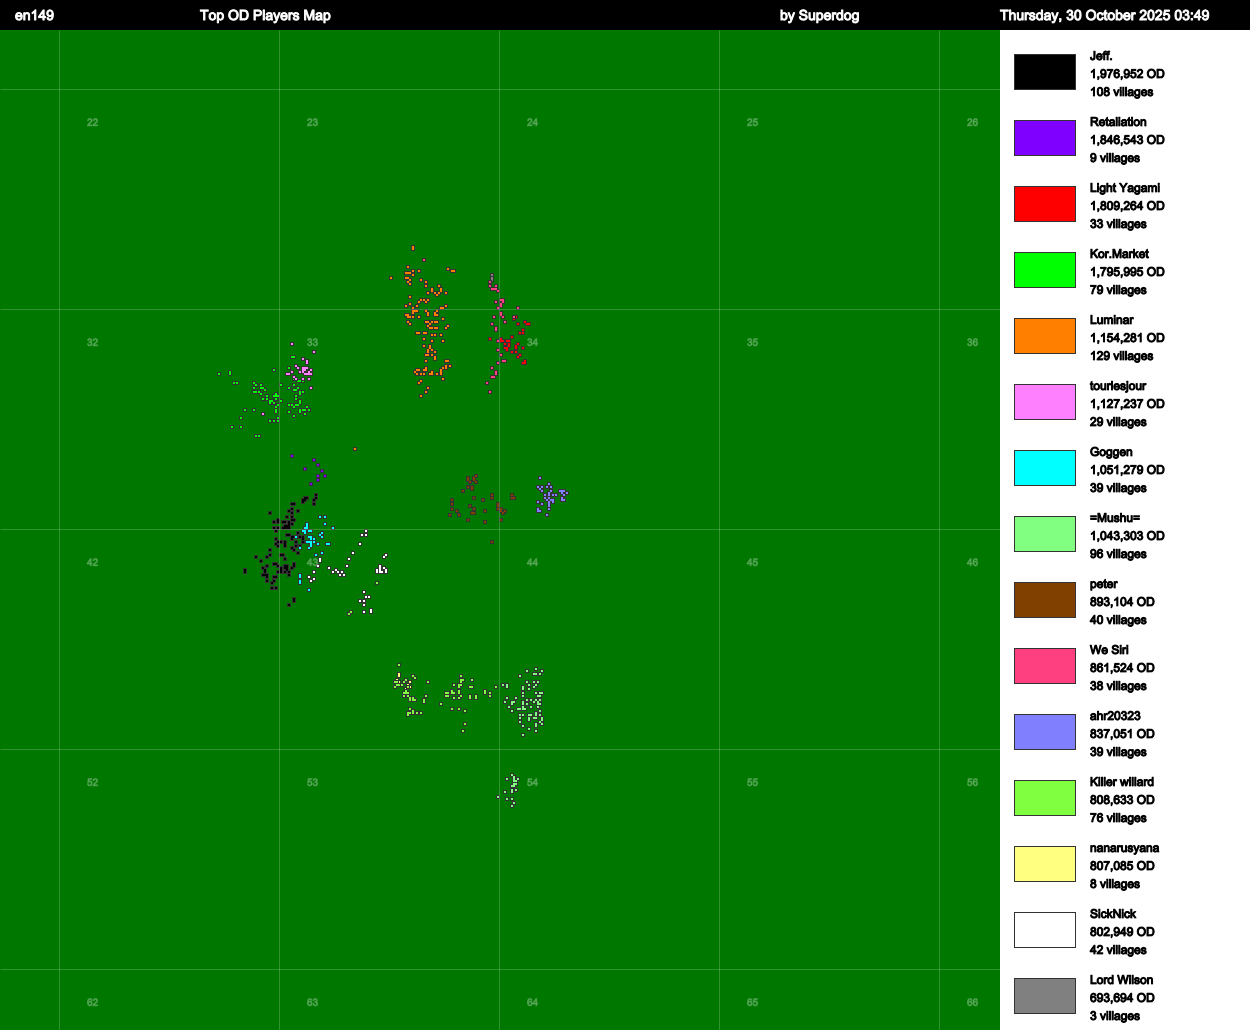 en149 Top OD Players Map by Superdog Thursday, 30 October 2025 03:49
Jeff.
1,976,952 OD
108 villages
22 23 24 25 26
Retaliation
1,846,543 OD
9 villages
Light Yagami
1,809,264 OD
33 villages
Kor.Market
1,795,995 OD
79 villages
Luminar
1,154,281 OD
129 villages
32 33 34 35 36
tourlesjour
1,127,237 OD
29 villages
Goggen
1,051,279 OD
39 villages
=Mushu=
1,043,303 OD
96 villages
42 43 44 45 46
peter
893,104 OD
40 villages
We Siri
861,524 OD
38 villages
ahr20323
837,051 OD
39 villages
52 53 54 55 56
Killer willard
808,633 OD
76 villages
nanarusyana
807,085 OD
8 villages
SickNick
802,949 OD
42 villages
Lord Wilson
693,694 OD
3 villages
62 63 64 65 66